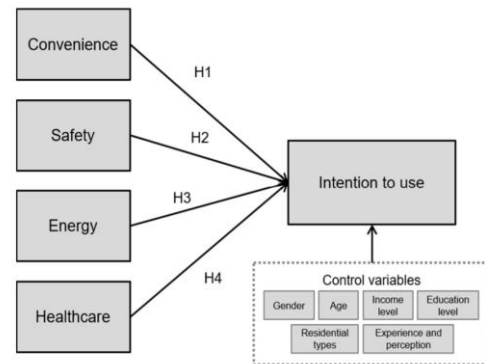 Convenience
H1
Safety
H2
Intention to use
Energy
H3
H4
Healthcare
Control variables
Gender
Age
Income
level
Education
level
Residential
types
Experience and
perception